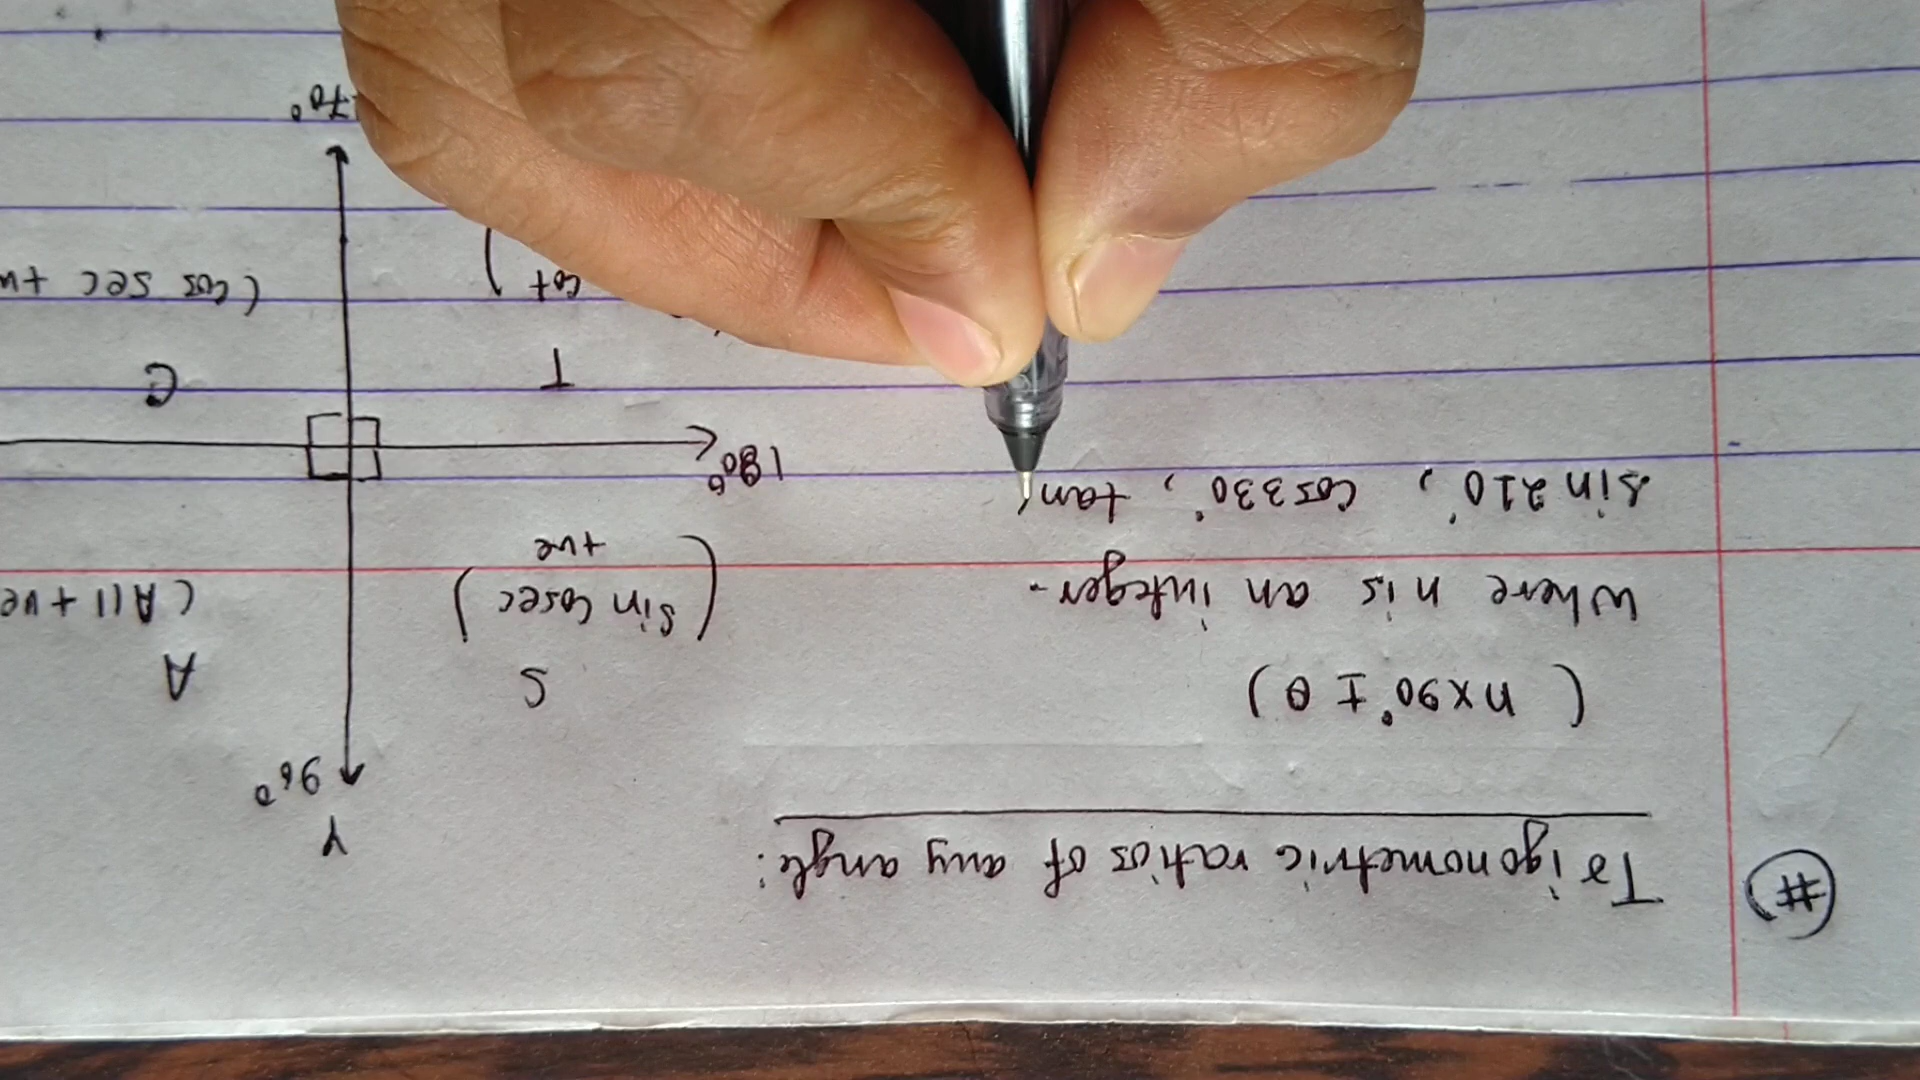 (#) Trigonometric ratios of any angle:
(n×90° ± θ)
where n is an integer.
sin 210°, cos 330°, tan(
Y
90°
S
A
(sin cosec
+ve)
(All +ve
180°
T
C
cot)
(cos sec +v
70°